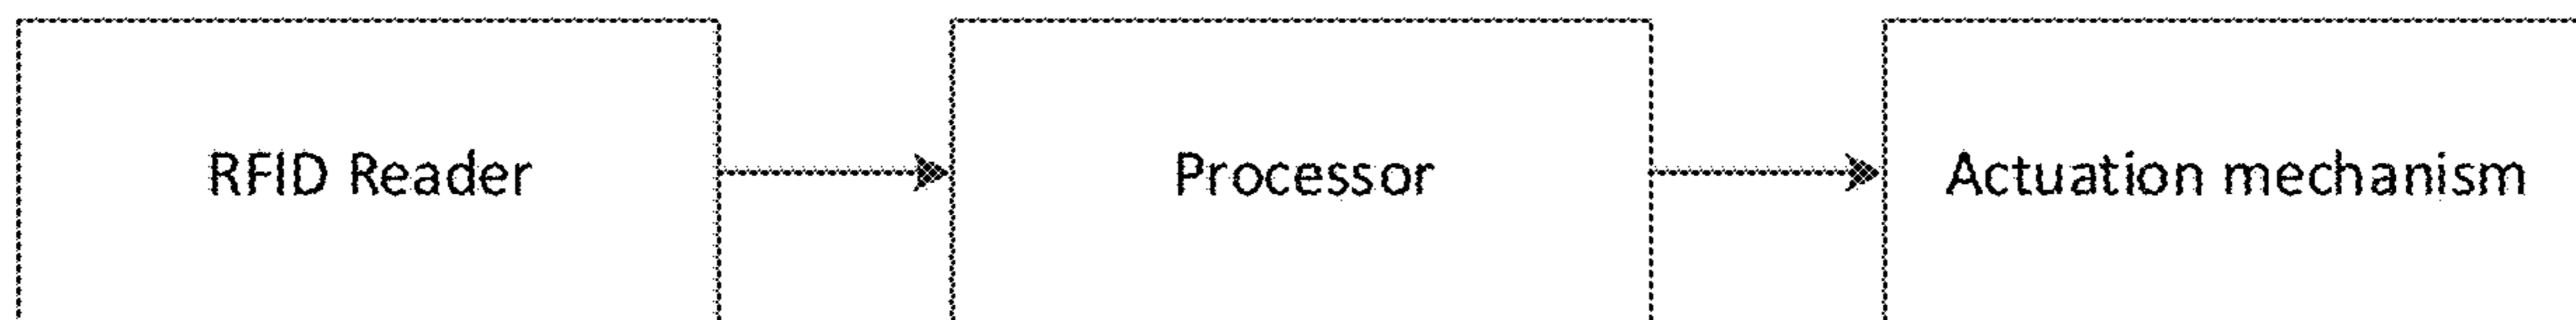 RFID Reader
Processor
Actuation mechanism